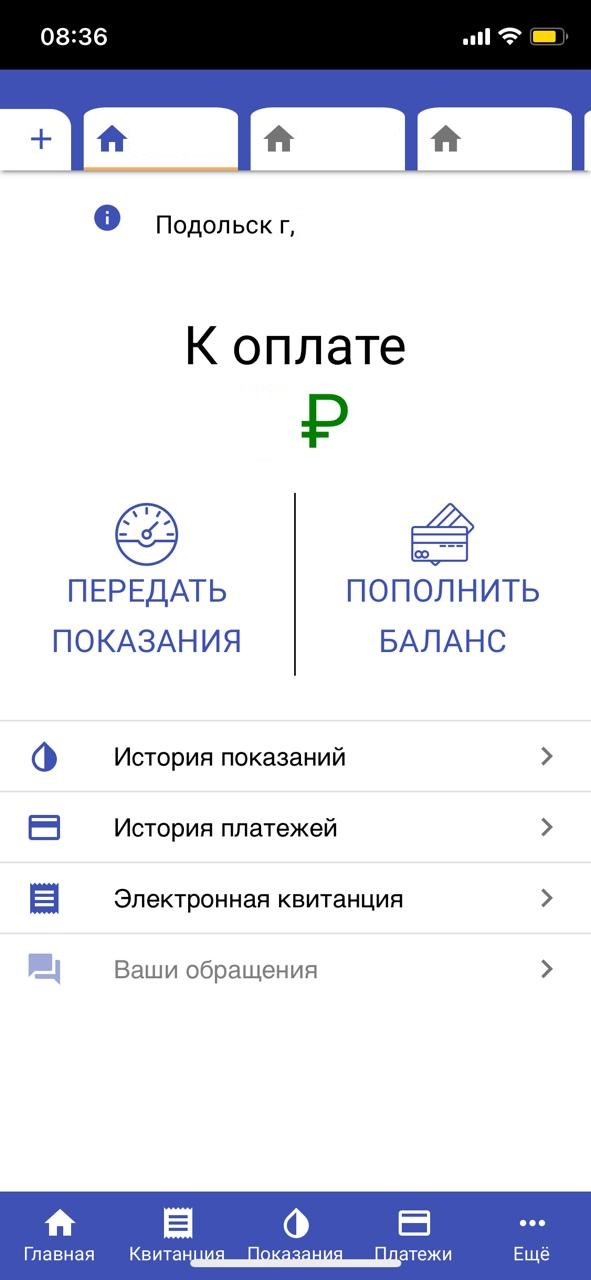 08:36
+
Подольск г,
К оплате
₽
ПЕРЕДАТЬ
ПОКАЗАНИЯ
ПОПОЛНИТЬ
БАЛАНС
История показаний
История платежей
Электронная квитанция
Ваши обращения
Главная
Квитанция
Показания
Платежи
Ещё